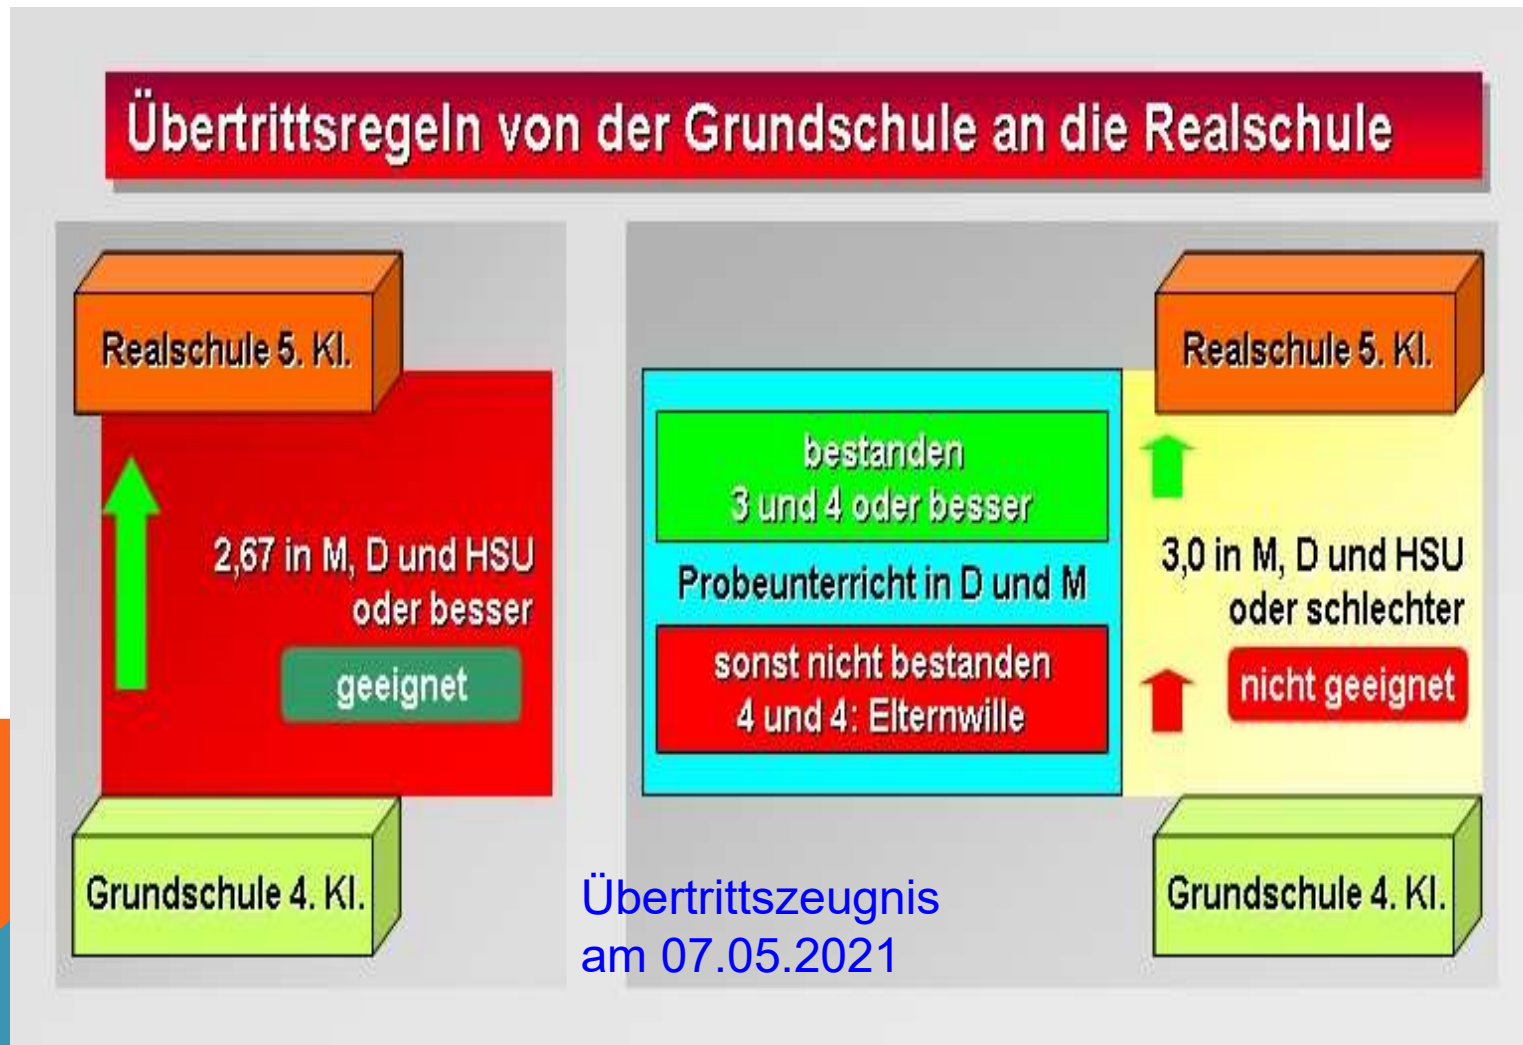 Übertrittsregeln von der Grundschule an die Realschule
Realschule 5. Kl.
2,67 in M, D und HSU
oder besser
geeignet
Grundschule 4. Kl.
bestanden
3 und 4 oder besser
Probeunterricht in D und M
sonst nicht bestanden
4 und 4: Elternwille
Realschule 5. Kl.
3,0 in M, D und HSU
oder schlechter
nicht geeignet
Grundschule 4. Kl.
Übertrittszeugnis
am 07.05.2021